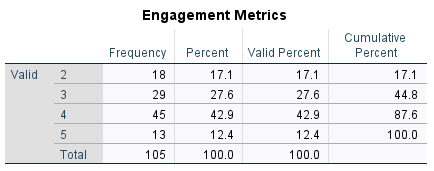 Engagement Metrics
Frequency Percent Valid Percent Cumulative Percent
Valid 2 18 17.1 17.1 17.1
3 29 27.6 27.6 44.8
4 45 42.9 42.9 87.6
5 13 12.4 12.4 100.0
Total 105 100.0 100.0